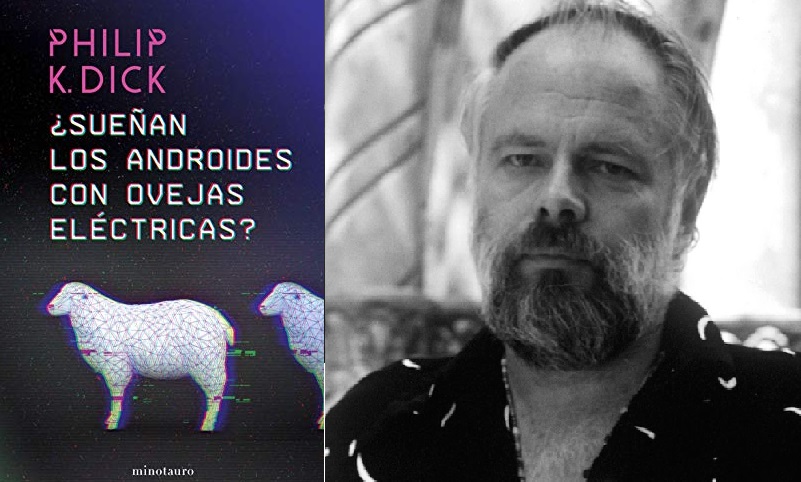 PHILIP
K. DICK
¿SUEÑAN
LOS ANDROIDES
CON OVEJAS
ELÉCTRICAS?
minotauro